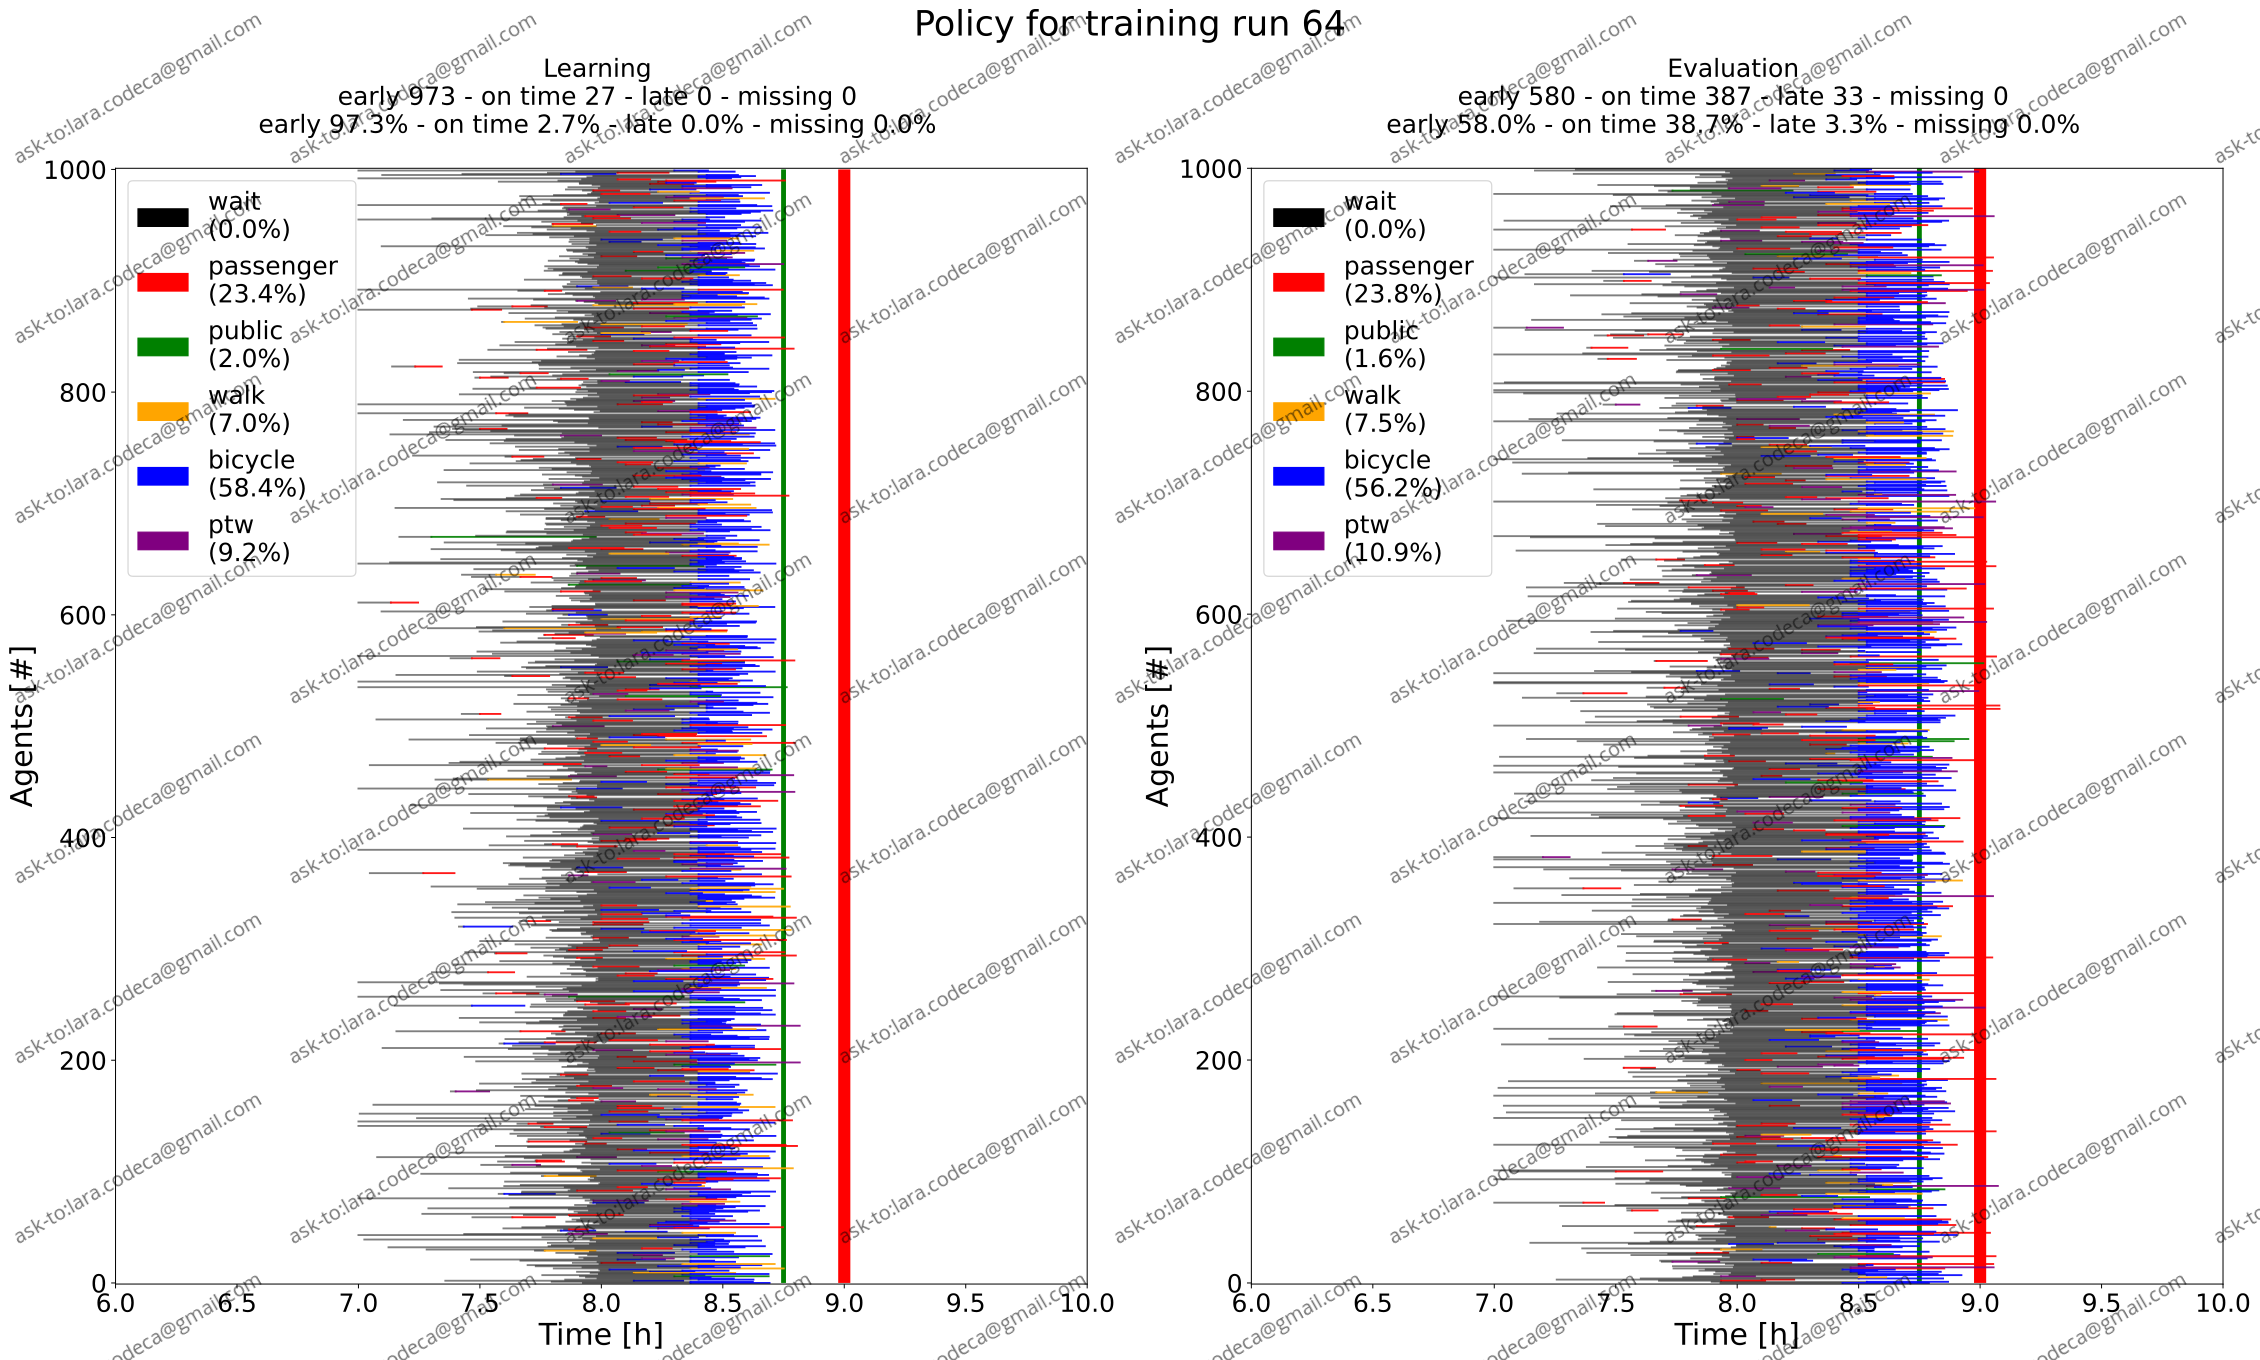 Policy for training run 64
Learning
early 973 - on time 27 - late 0 - missing 0
early 97.3% - on time 2.7% - late 0.0% - missing 0.0%
wait
(0.0%)
passenger
(23.4%)
public
(2.0%)
walk
(7.0%)
bicycle
(58.4%)
ptw
(9.2%)
Agents [#]
1000
800
600
400
200
0
6.0 6.5 7.0 7.5 8.0 8.5 9.0 9.5 10.0
Time [h]
Evaluation
early 580 - on time 387 - late 33 - missing 0
early 58.0% - on time 38.7% - late 3.3% - missing 0.0%
wait
(0.0%)
passenger
(23.8%)
public
(1.6%)
walk
(7.5%)
bicycle
(56.2%)
ptw
(10.9%)
Agents [#]
1000
800
600
400
200
0
6.0 6.5 7.0 7.5 8.0 8.5 9.0 9.5 10.0
Time [h]
ask-to:lara.codeca@gmail.com